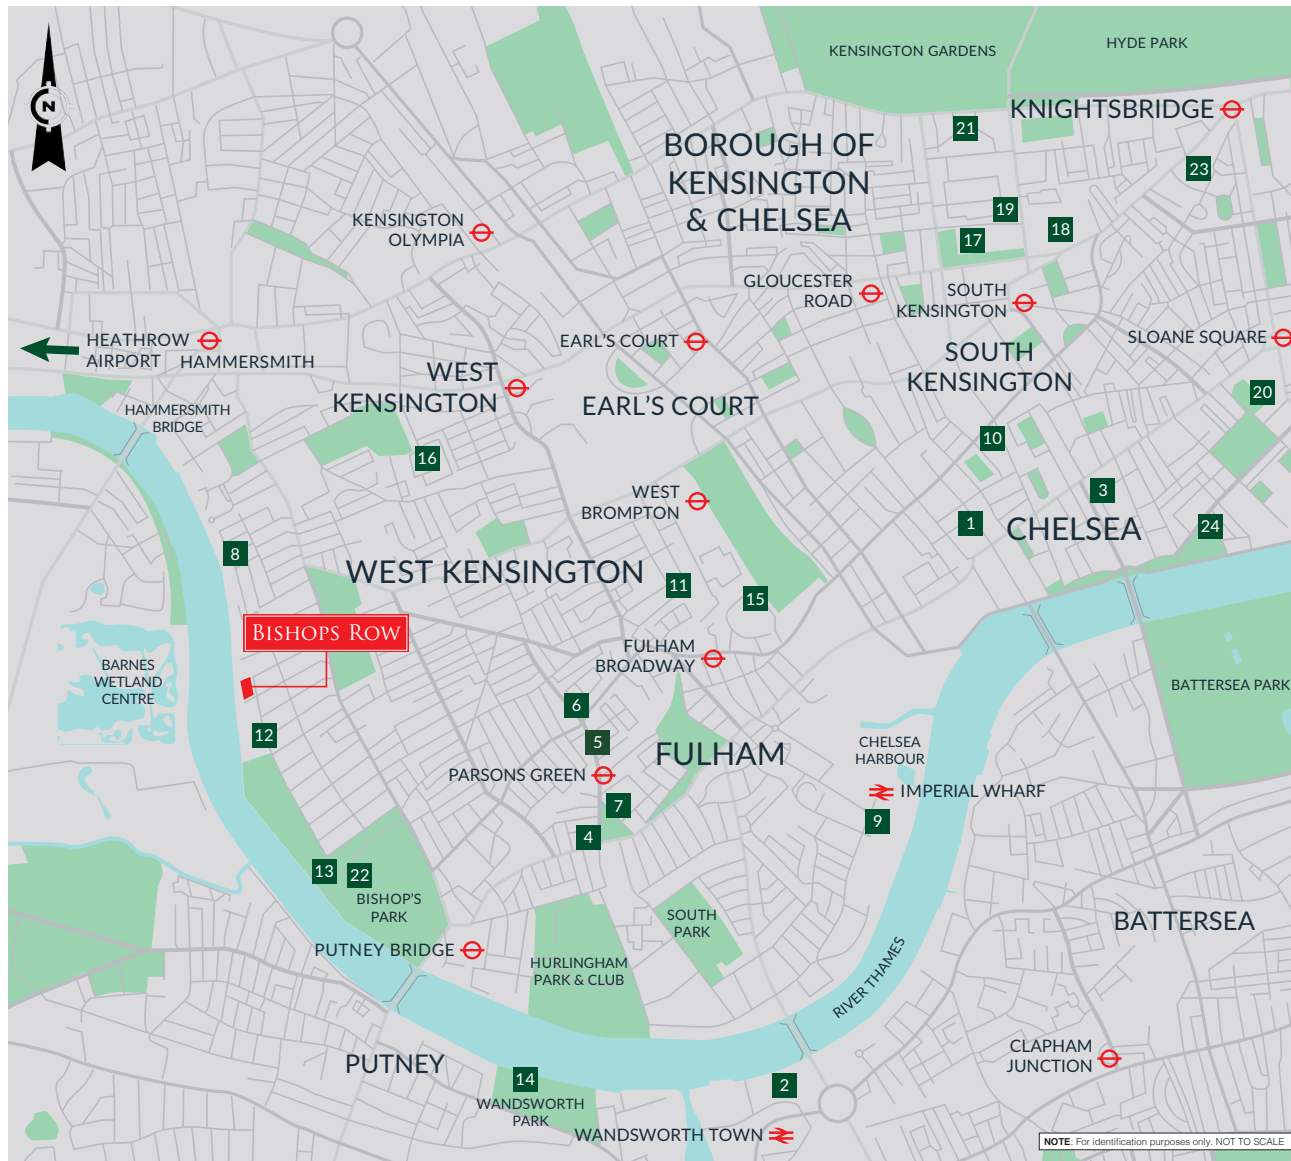 HYDE PARK
KENSINGTON GARDENS
N
KNIGHTSBRIDGE
21
BOROUGH OF
KENSINGTON
& CHELSEA
23
19
KENSINGTON
OLYMPIA
18
17
GLOUCESTER
ROAD
SOUTH
KENSINGTON
HEATHROW
AIRPORT
HAMMERSMITH
EARL'S COURT
SLOANE SQUARE
SOUTH
KENSINGTON
WEST
KENSINGTON
20
HAMMERSMITH
BRIDGE
EARL'S COURT
10
16
WEST
BROMPTON
3
1
CHELSEA
24
8
WEST KENSINGTON
11
15
BISHOPS ROW
FULHAM
BROADWAY
BARNES
WETLAND
CENTRE
BATTERSEA PARK
6
12
5
FULHAM
CHELSEA
HARBOUR
PARSONS GREEN
IMPERIAL WHARF
7
9
4
13
22
BISHOP'S
PARK
SOUTH
PARK
BATTERSEA
PUTNEY BRIDGE
HURLINGHAM
PARK & CLUB
RIVER THAMES
CLAPHAM
JUNCTION
PUTNEY
14
2
WANDSWORTH
PARK
WANDSWORTH TOWN
NOTE: For identification purposes only. NOT TO SCALE